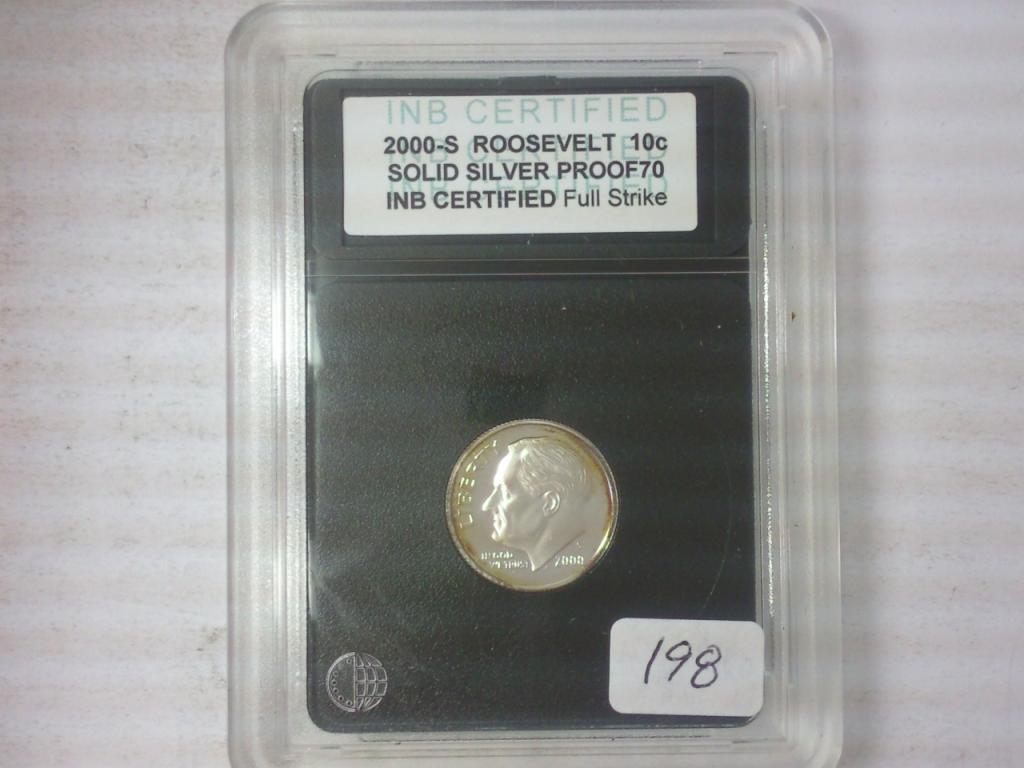 INB CERTIFIED
2000-S ROOSEVELT 10c
SOLID SILVER PROOF70
INB CERTIFIED Full Strike
LIBERTY
IN GOD
WE TRUST
2000
198